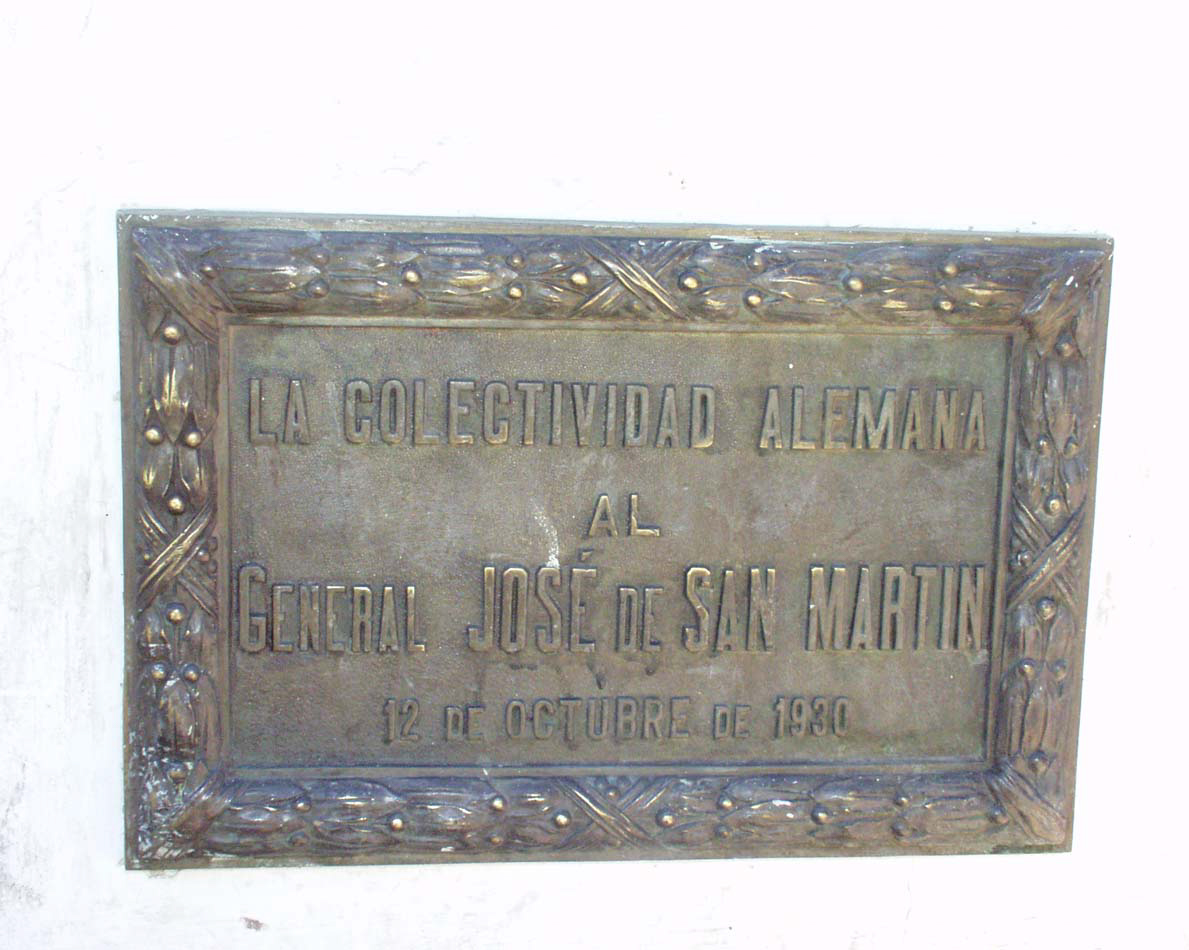 LA COLECTIVIDAD ALEMANA
AL
GENERAL JOSÉ DE SAN MARTIN
12 DE OCTUBRE DE 1930